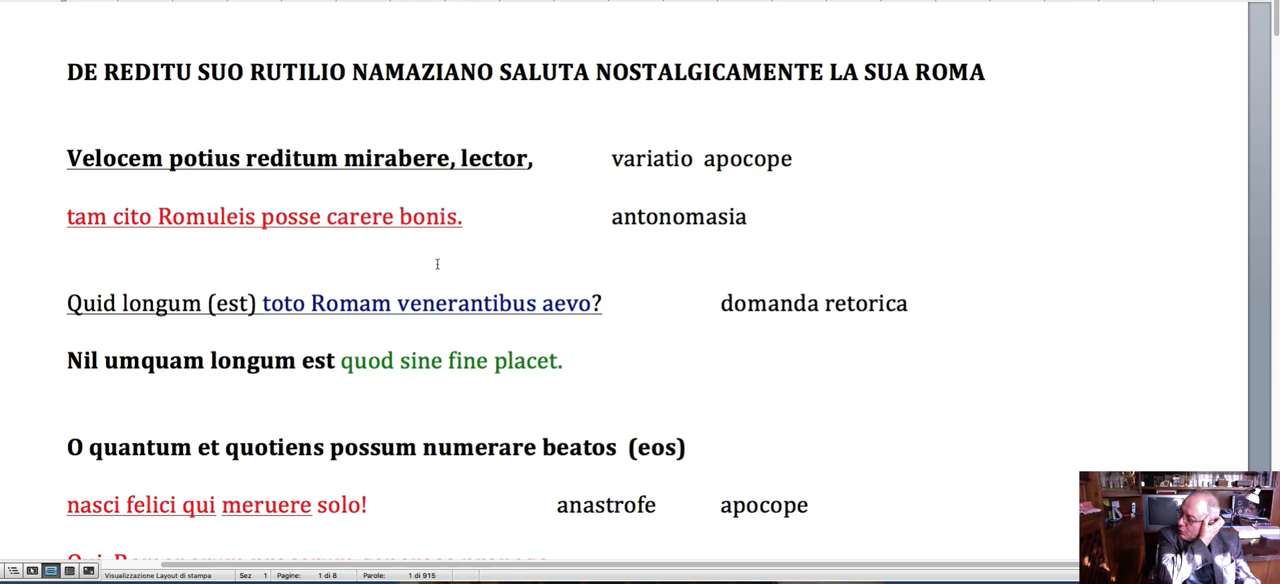 DE REDITU SUO RUTILIO NAMAZIANO SALUTA NOSTALGICAMENTE LA SUA ROMA
Velocem potius reditum mirabere, lector, variatio apocope
tam cito Romuleis posse carere bonis. antonomasia
Quid longum (est) toto Romam venerantibus aevo? domanda retorica
Nil umquam longum est quod sine fine placet.
O quantum et quotiens possum numerare beatos (eos)
nasci felici qui meruere solo! anastrofe apocope
Visualizzazione Layout di stampa Sez 1 Pagine: 1 di 8 Parole: 1 di 915